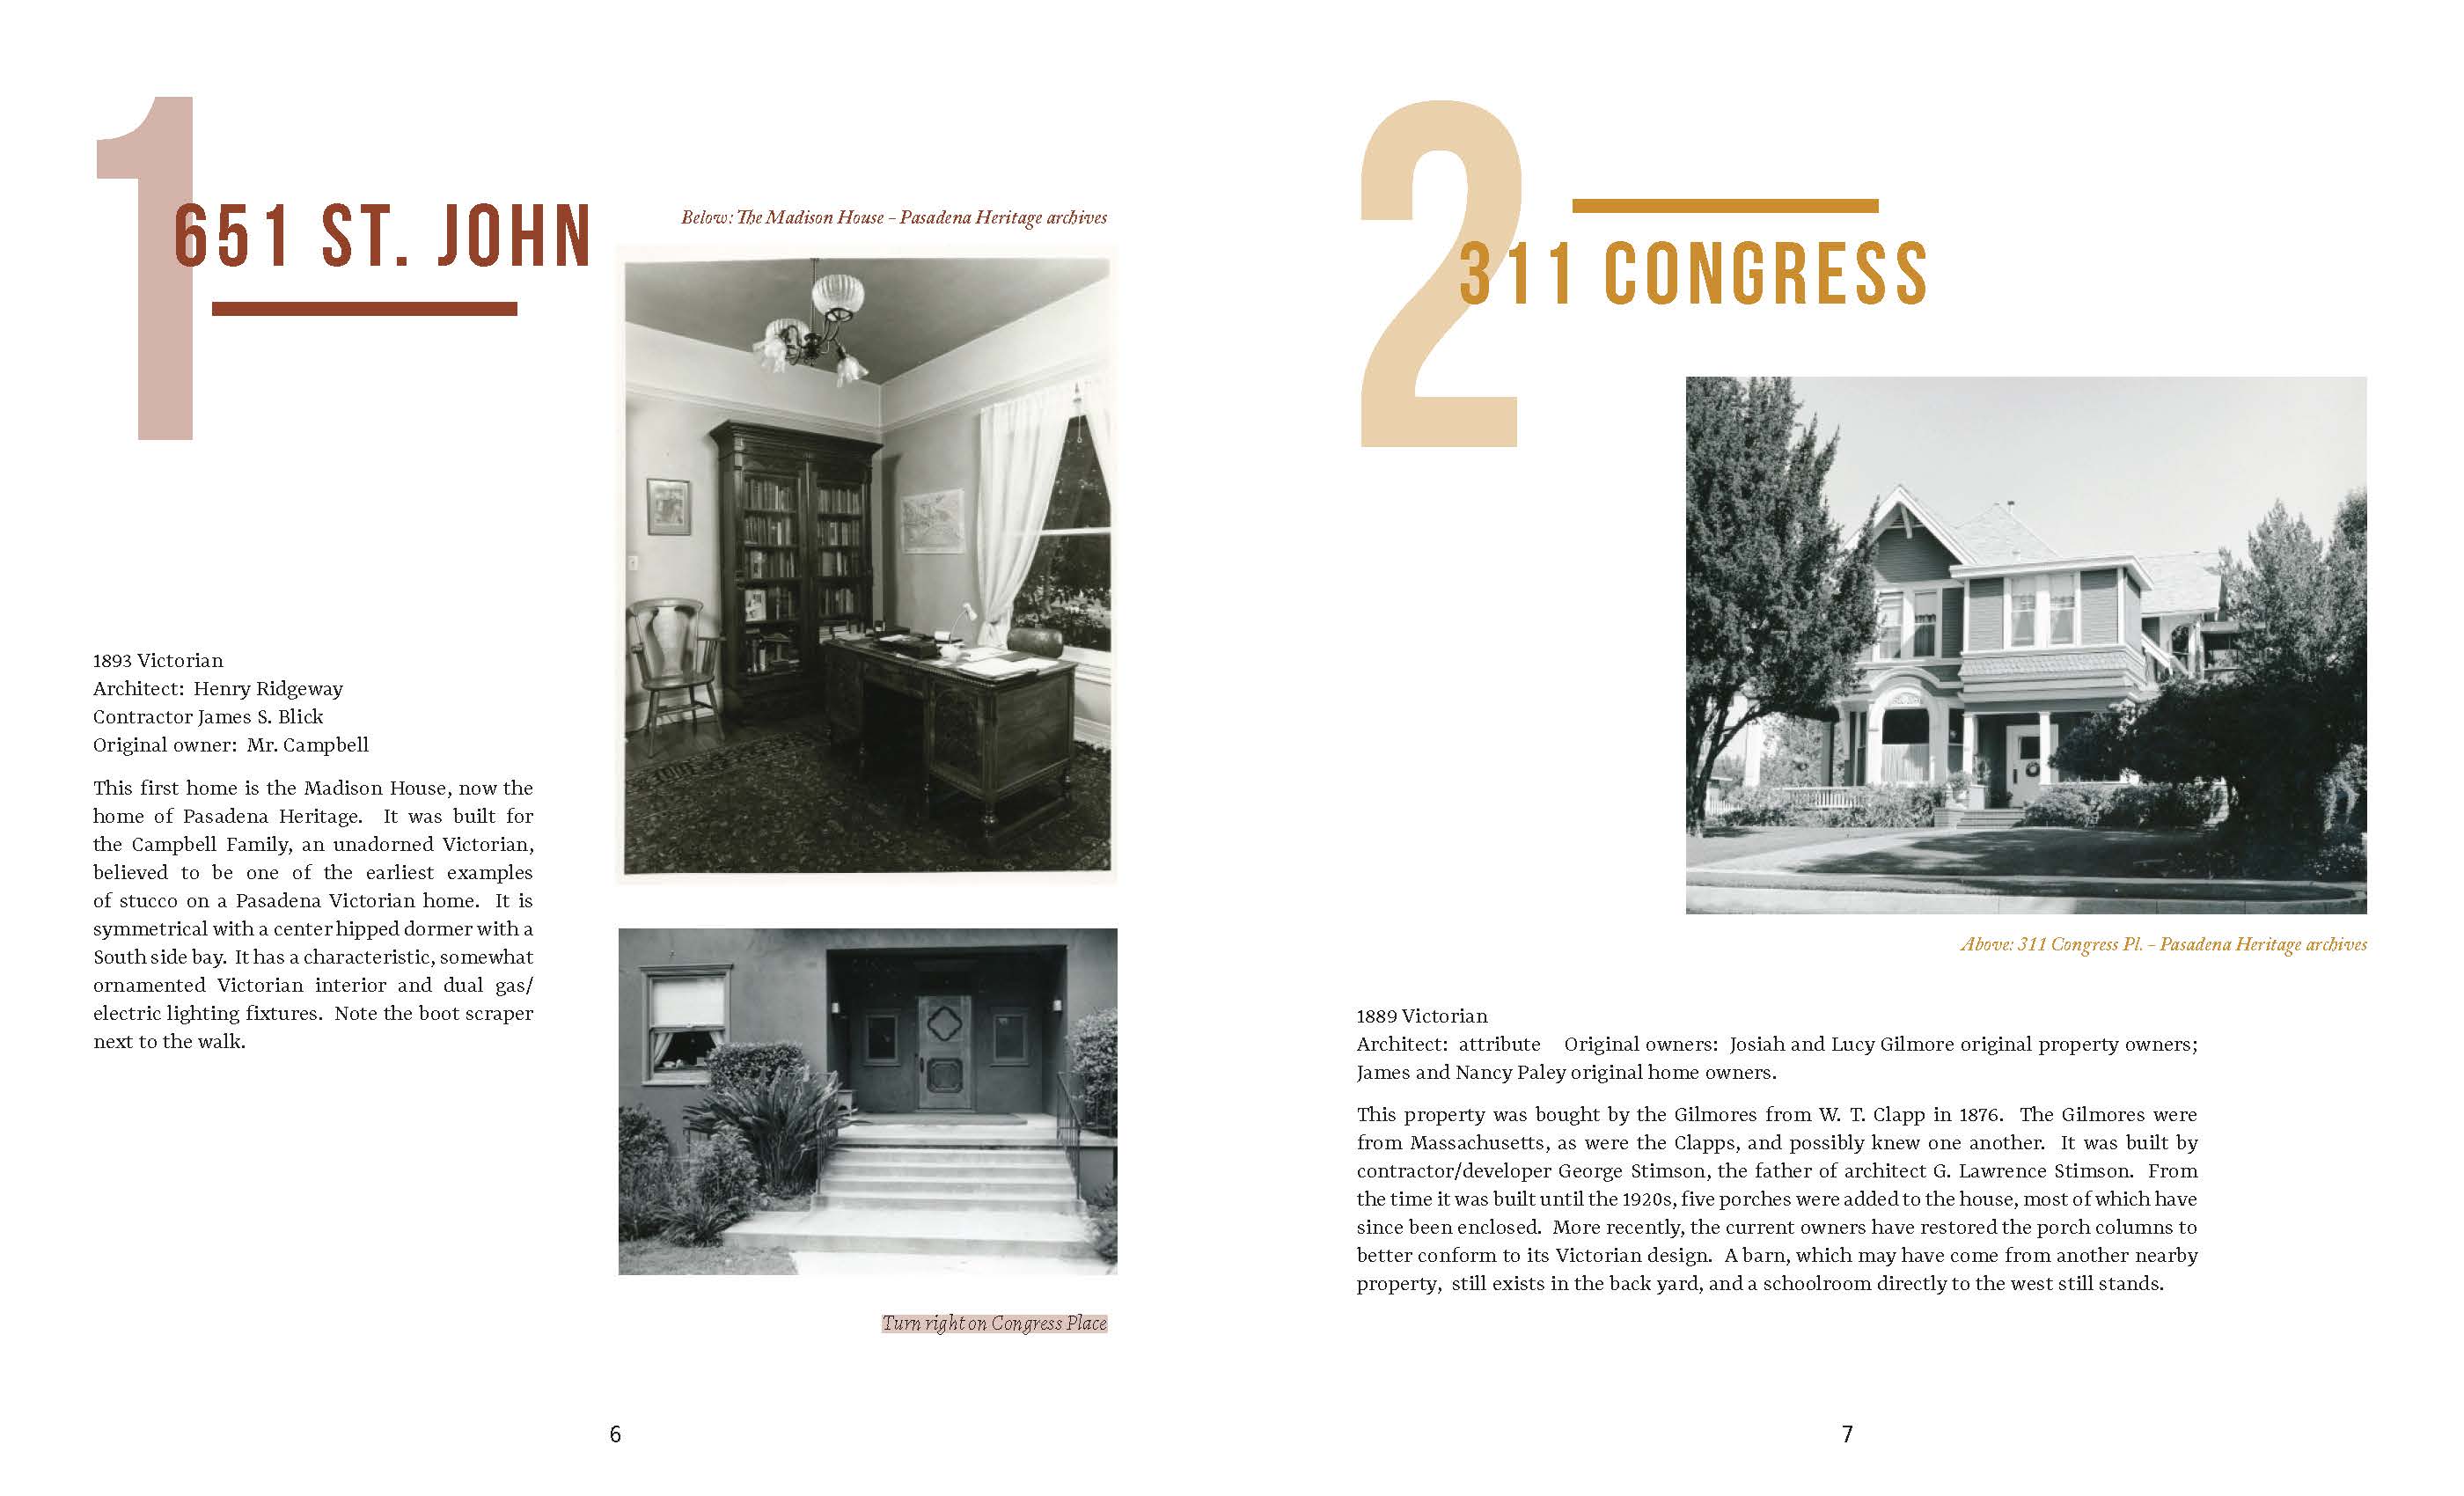 1
651 ST. JOHN
Below: The Madison House – Pasadena Heritage archives
1893 Victorian
Architect:  Henry Ridgeway
Contractor James S. Blick
Original owner:  Mr. Campbell
This first home is the Madison House, now the
home of Pasadena Heritage.  It was built for
the Campbell Family, an unadorned Victorian,
believed to be one of the earliest examples
of stucco on a Pasadena Victorian home.  It is
symmetrical with a center hipped dormer with a
South side bay.  It has a characteristic, somewhat
ornamented Victorian interior and dual gas/
electric lighting fixtures.  Note the boot scraper
next to the walk.
Turn right on Congress Place
6
2
311 CONGRESS
Above: 311 Congress Pl. – Pasadena Heritage archives
1889 Victorian
Architect:  attribute    Original owners:  Josiah and Lucy Gilmore original property owners;
James and Nancy Paley original home owners.
This property was bought by the Gilmores from W. T. Clapp in 1876.  The Gilmores were
from Massachusetts, as were the Clapps, and possibly knew one another.  It was built by
contractor/developer George Stimson, the father of architect G. Lawrence Stimson.  From
the time it was built until the 1920s, five porches were added to the house, most of which have
since been enclosed.  More recently, the current owners have restored the porch columns to
better conform to its Victorian design.  A barn, which may have come from another nearby
property,  still exists in the back yard, and a schoolroom directly to the west still stands.
7